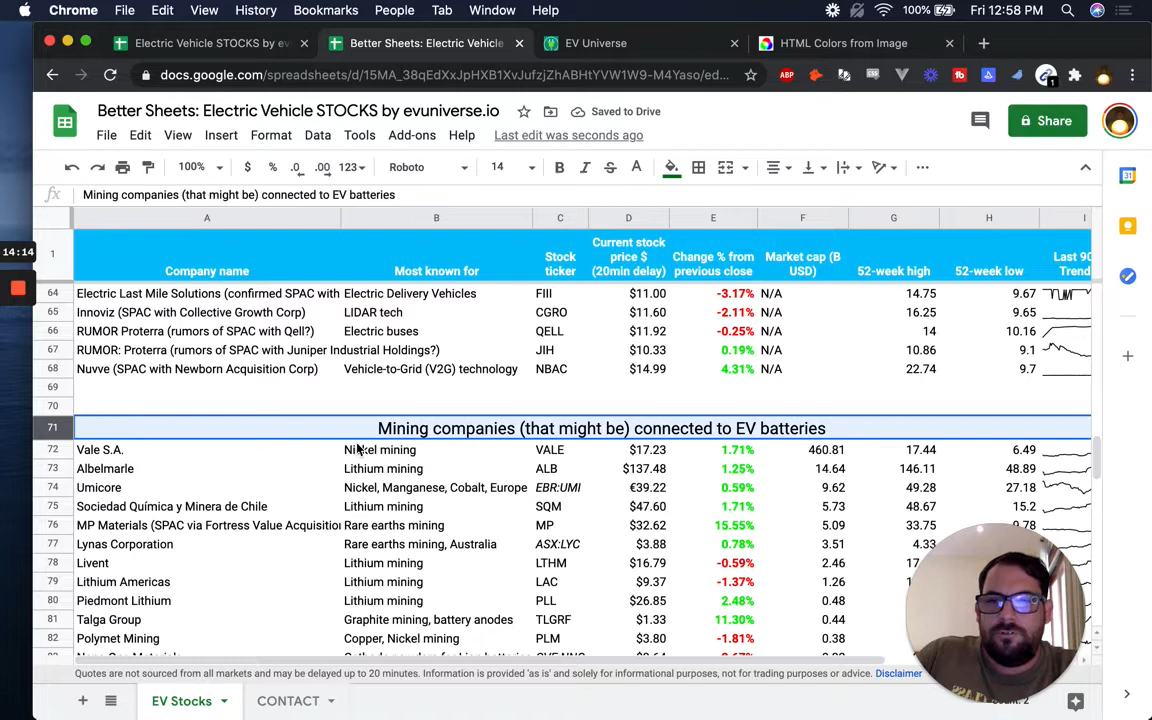 Chrome File Edit View History Bookmarks People Tab Window Help 100% Fri 12:58 PM
Electric Vehicle STOCKS by ev Better Sheets: Electric Vehicle EV Universe HTML Colors from Image
docs.google.com/spreadsheets/d/15MA_38qEdXxJpHXB1XvJufzjZhABHtYVW1W9-M4Yaso/ed...
Better Sheets: Electric Vehicle STOCKS by evuniverse.io Saved to Drive
File Edit View Insert Format Data Tools Add-ons Help Last edit was seconds ago Share
100% $ % .0 .00 123 Roboto 14 B I S A
fx Mining companies (that might be) connected to EV batteries
A B C D E F G H I
14:14
1 Company name Most known for Stock ticker Current stock price $ (20min delay) Change % from previous close Market cap (B USD) 52-week high 52-week low Last 90 Trend
64 Electric Last Mile Solutions (confirmed SPAC with Electric Delivery Vehicles FIII $11.00 -3.17% N/A 14.75 9.67
65 Innoviz (SPAC with Collective Growth Corp) LIDAR tech CGRO $11.60 -2.11% N/A 16.25 9.65
66 RUMOR Proterra (rumors of SPAC with Qell?) Electric buses QELL $11.92 -0.25% N/A 14 10.16
67 RUMOR: Proterra (rumors of SPAC with Juniper Industrial Holdings?) JIH $10.33 0.19% N/A 10.86 9.1
68 Nuvve (SPAC with Newborn Acquisition Corp) Vehicle-to-Grid (V2G) technology NBAC $14.99 4.31% N/A 22.74 9.7
69
70
71 Mining companies (that might be) connected to EV batteries
72 Vale S.A. Nickel mining VALE $17.23 1.71% 460.81 17.44 6.49
73 Albelmarle Lithium mining ALB $137.48 1.25% 14.64 146.11 48.89
74 Umicore Nickel, Manganese, Cobalt, Europe EBR:UMI €39.22 0.59% 9.62 49.28 27.18
75 Sociedad Química y Minera de Chile Lithium mining SQM $47.60 1.71% 5.73 48.67 15.2
76 MP Materials (SPAC via Fortress Value Acquisition Rare earths mining MP $32.62 15.55% 5.09 33.75 9.78
77 Lynas Corporation Rare earths mining, Australia ASX:LYC $3.88 0.78% 3.51 4.33
78 Livent Lithium mining LTHM $16.79 -0.59% 2.46 17
79 Lithium Americas Lithium mining LAC $9.37 -1.37% 1.26
80 Piedmont Lithium Lithium mining PLL $26.85 2.48% 0.48
81 Talga Group Graphite mining, battery anodes TLGRF $1.33 11.30% 0.44
82 Polymet Mining Copper, Nickel mining PLM $3.80 -1.81% 0.38
Quotes are not sourced from all markets and may be delayed up to 20 minutes. Information is provided 'as is' and solely for informational purposes, not for trading purposes or advice. Disclaimer
EV Stocks CONTACT